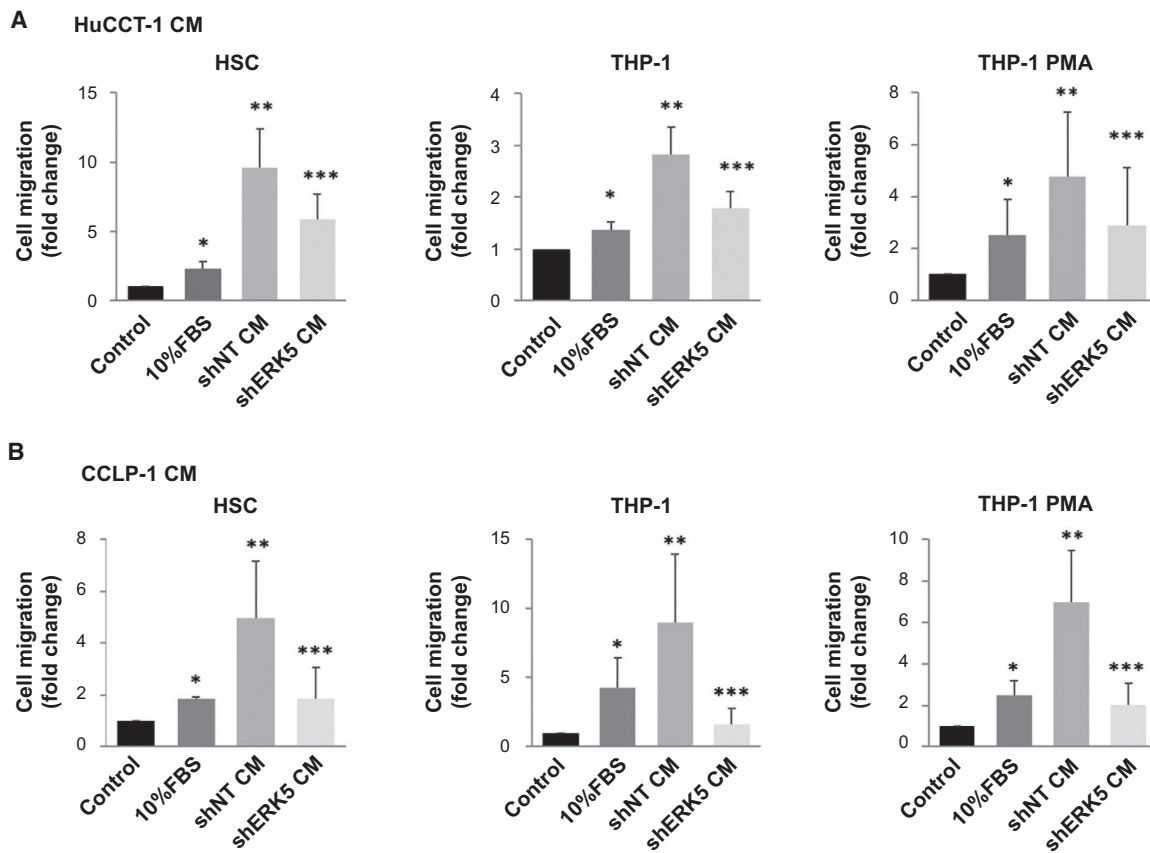 A
HuCCT-1 CM
HSC
Cell migration
(fold change)
15
10
5
0
*
**
***
Control
10%FBS
shNT CM
shERK5 CM
THP-1
Cell migration
(fold change)
4
3
2
1
0
*
**
***
Control
10%FBS
shNT CM
shERK5 CM
THP-1 PMA
Cell migration
(fold change)
8
6
4
2
0
*
**
***
Control
10%FBS
shNT CM
shERK5 CM
B
CCLP-1 CM
HSC
Cell migration
(fold change)
8
6
4
2
0
*
**
***
Control
10%FBS
shNT CM
shERK5 CM
THP-1
Cell migration
(fold change)
15
10
5
0
*
**
***
Control
10%FBS
shNT CM
shERK5 CM
THP-1 PMA
Cell migration
(fold change)
10
8
6
4
2
0
*
**
***
Control
10%FBS
shNT CM
shERK5 CM